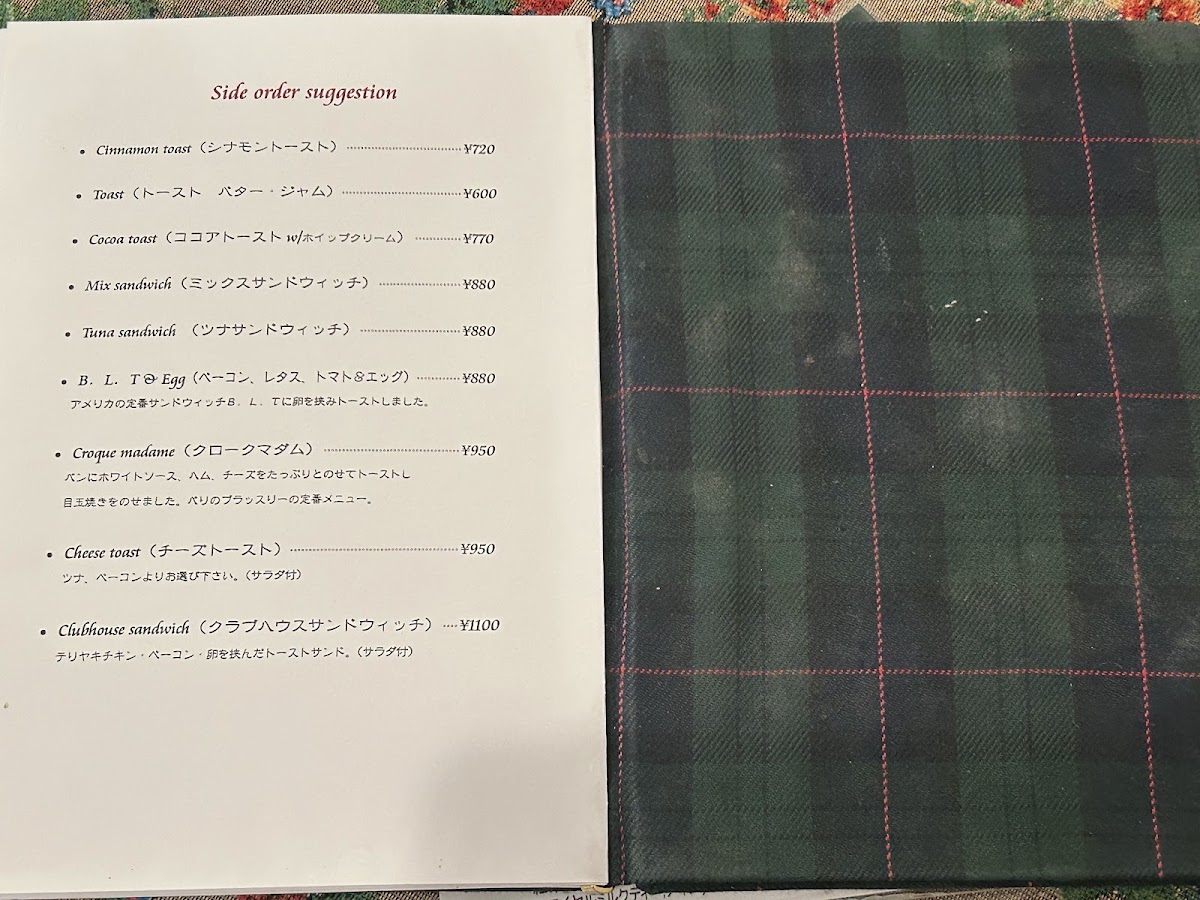 Side order suggestion
• Cinnamon toast（シナモントースト） ¥720
• Toast（トースト　バター・ジャム） ¥600
• Cocoa toast（ココアトースト w/ホイップクリーム） ¥770
• Mix sandwich（ミックスサンドウィッチ） ¥880
• Tuna sandwich （ツナサンドウィッチ） ¥880
• B. L. T & Egg（ベーコン、レタス、トマト&エッグ） ¥880
アメリカの定番サンドウィッチB．L．Tに卵を挟みトーストしました。
• Croque madame（クロークマダム） ¥950
パンにホワイトソース、ハム、チーズをたっぷりとのせてトーストし
目玉焼きをのせました。パリのブラッスリーの定番メニュー。
• Cheese toast（チーズトースト） ¥950
ツナ、ベーコンよりお選び下さい。（サラダ付）
• Clubhouse sandwich（クラブハウスサンドウィッチ） ¥1100
テリヤキチキン・ベーコン・卵を挟んだトーストサンド。（サラダ付）